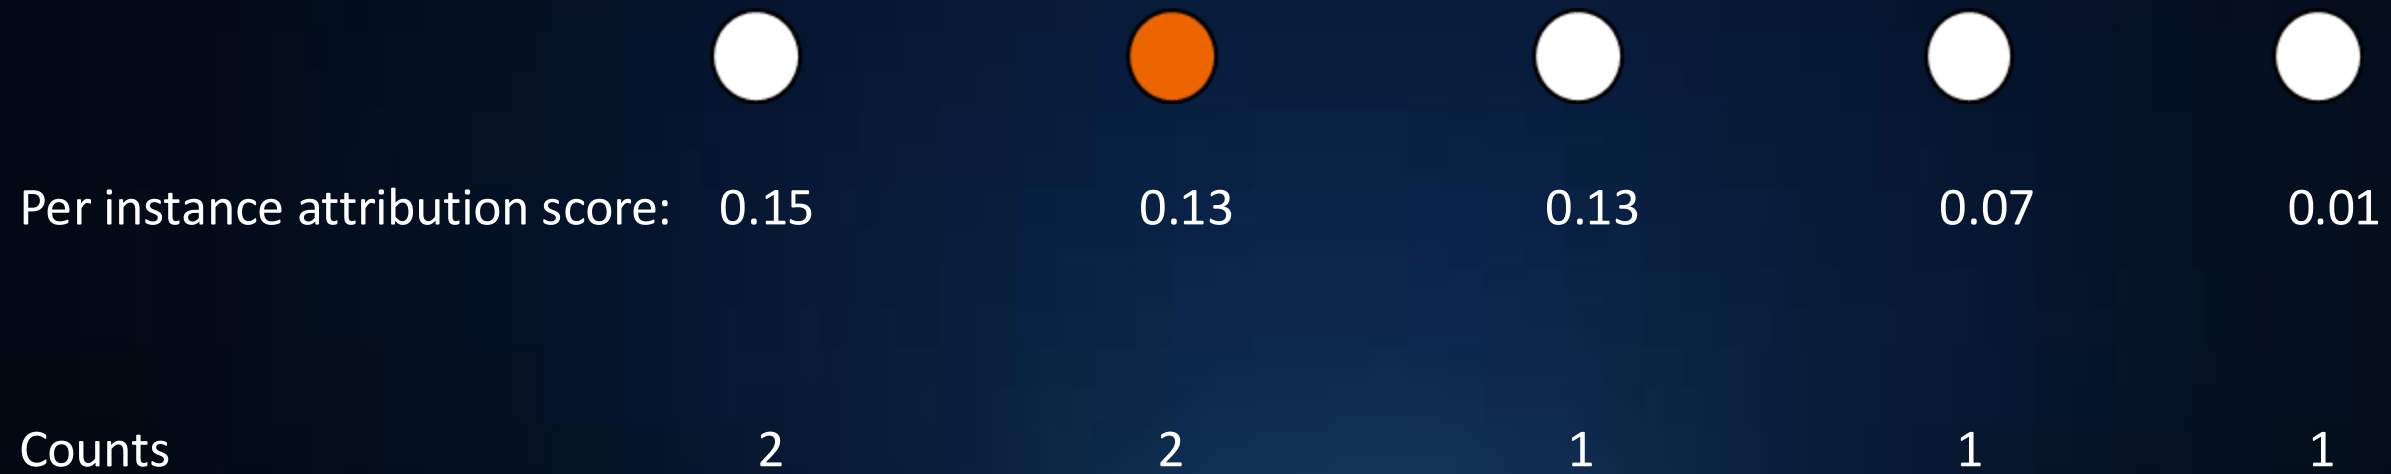 Per instance attribution score: 0.15 0.13 0.13 0.07 0.01
Counts 2 2 1 1 1